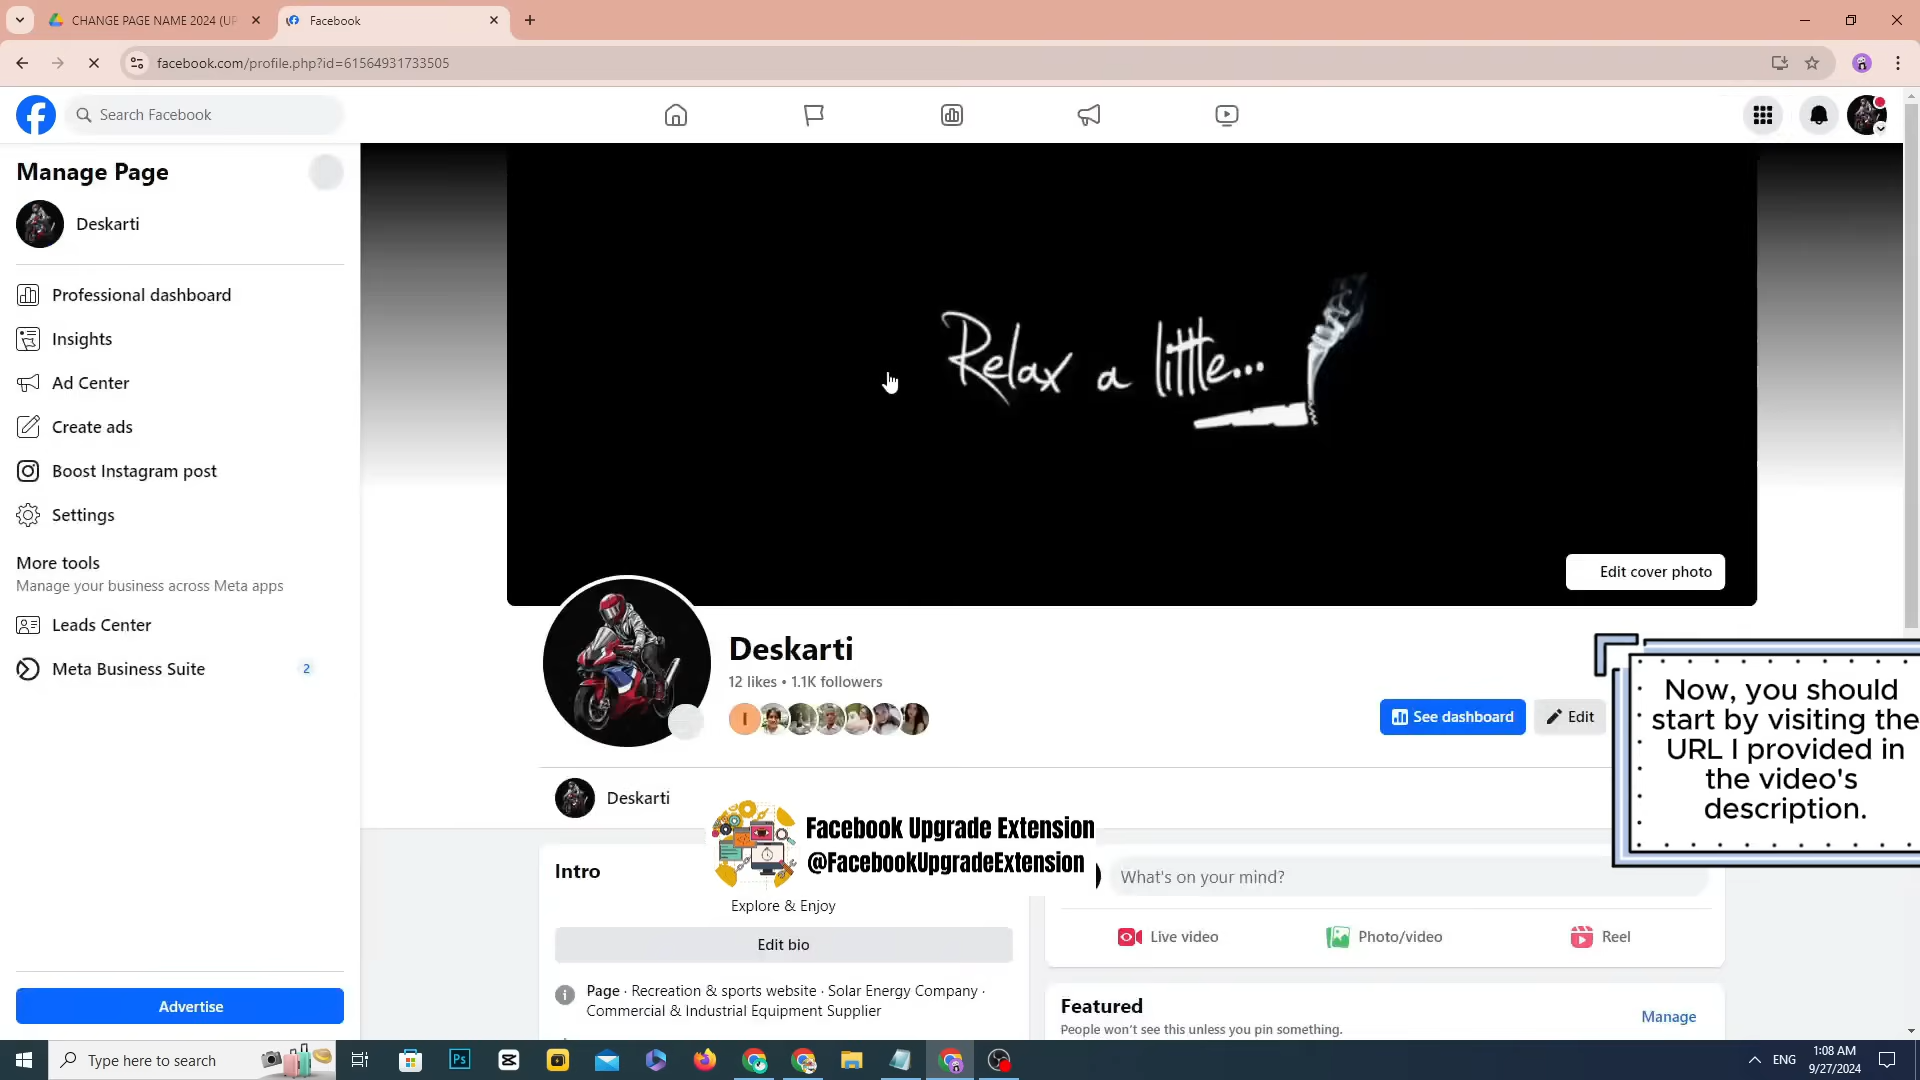 CHANGE PAGE NAME 2024 (UP
Facebook
facebook.com/profile.php?id=61564931733505
Search Facebook
Manage Page
Deskarti
Professional dashboard
Insights
Ad Center
Create ads
Boost Instagram post
Settings
More tools
Manage your business across Meta apps
Leads Center
Meta Business Suite
2
Advertise
Relax a little...
Edit cover photo
Deskarti
12 likes • 1.1K followers
I
See dashboard
Edit
Now, you should
start by visiting the
URL I provided in
the video's
description.
Deskarti
Facebook Upgrade Extension
@FacebookUpgradeExtension
Intro
Explore & Enjoy
Edit bio
Page · Recreation & sports website · Solar Energy Company ·
Commercial & Industrial Equipment Supplier
What's on your mind?
Live video
Photo/video
Reel
Featured
People won't see this unless you pin something.
Manage
Type here to search
Ps
ENG
1:08 AM
9/27/2024